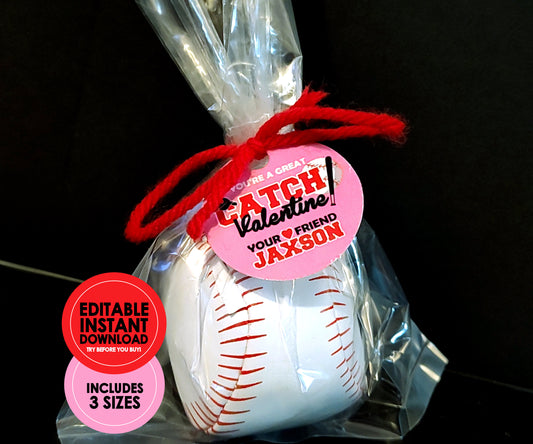 YOU'RE A GREAT
CATCH!
Valentine
YOUR FRIEND
JAXSON
EDITABLE
INSTANT
DOWNLOAD
TRY BEFORE YOU BUY!
INCLUDES
3 SIZES